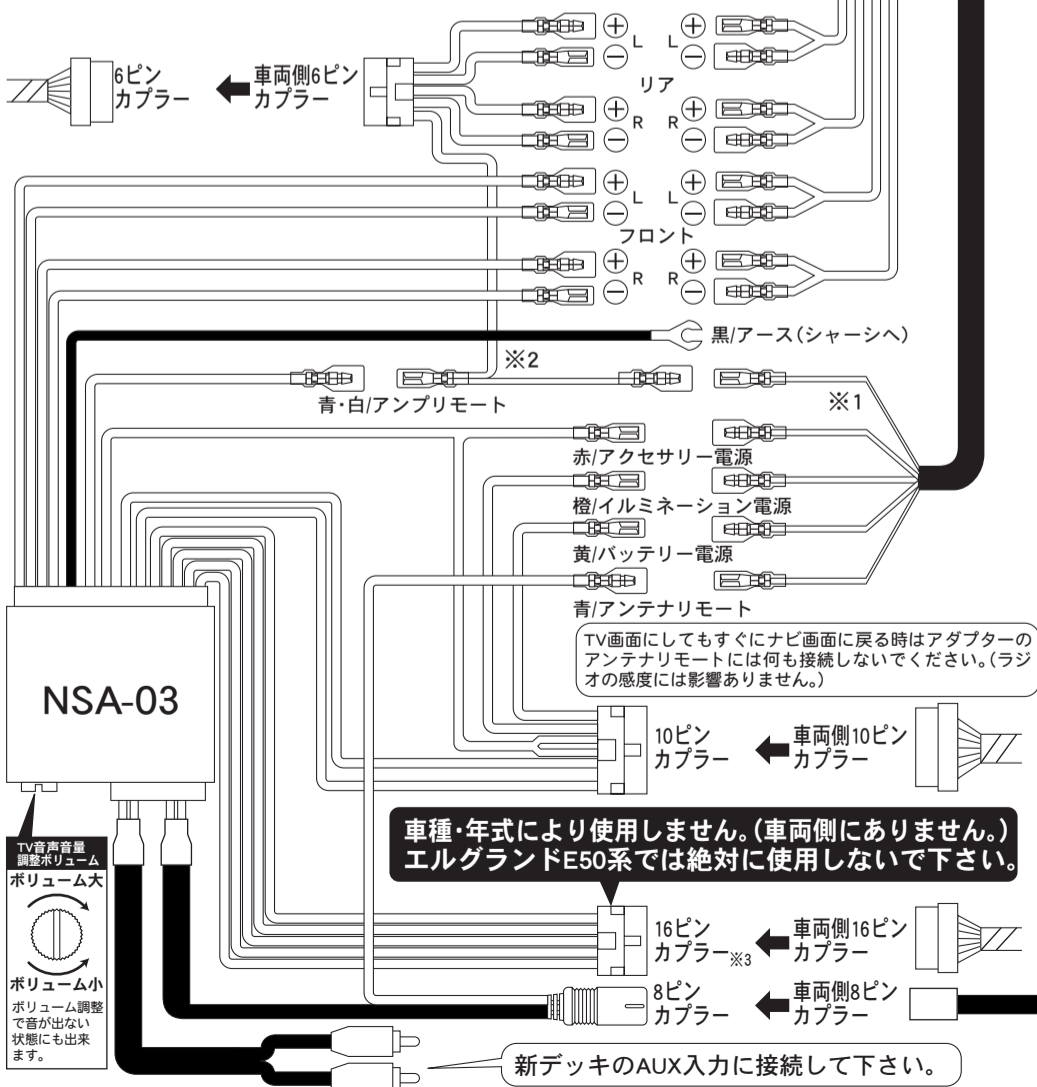 ⊕ L L ⊕
⊖ ⊖
リア
⊕ R R ⊕
⊖ ⊖
⊕ L L ⊕
⊖ ⊖
フロント
⊕ R R ⊕
⊖ ⊖
6ピン
カプラー
車両側6ピン
カプラー
黒/アース(シャーシへ)
※2
※1
青・白/アンプリモート
赤/アクセサリー電源
橙/イルミネーション電源
黄/バッテリー電源
青/アンテナリモート
TV画面にしてもすぐにナビ画面に戻る時はアダプターの
アンテナリモートには何も接続しないでください。(ラジ
オの感度には影響ありません。)
NSA-03
10ピン
カプラー
車両側10ピン
カプラー
車種・年式により使用しません。(車両側にありません。)
エルグランドE50系では絶対に使用しないで下さい。
TV音声音量
調整ボリューム
ボリューム大
ボリューム小
ボリューム調整
で音が出ない
状態にも出来
ます。
16ピン
カプラー※3
車両側16ピン
カプラー
8ピン
カプラー
車両側8ピン
カプラー
新デッキのAUX入力に接続して下さい。